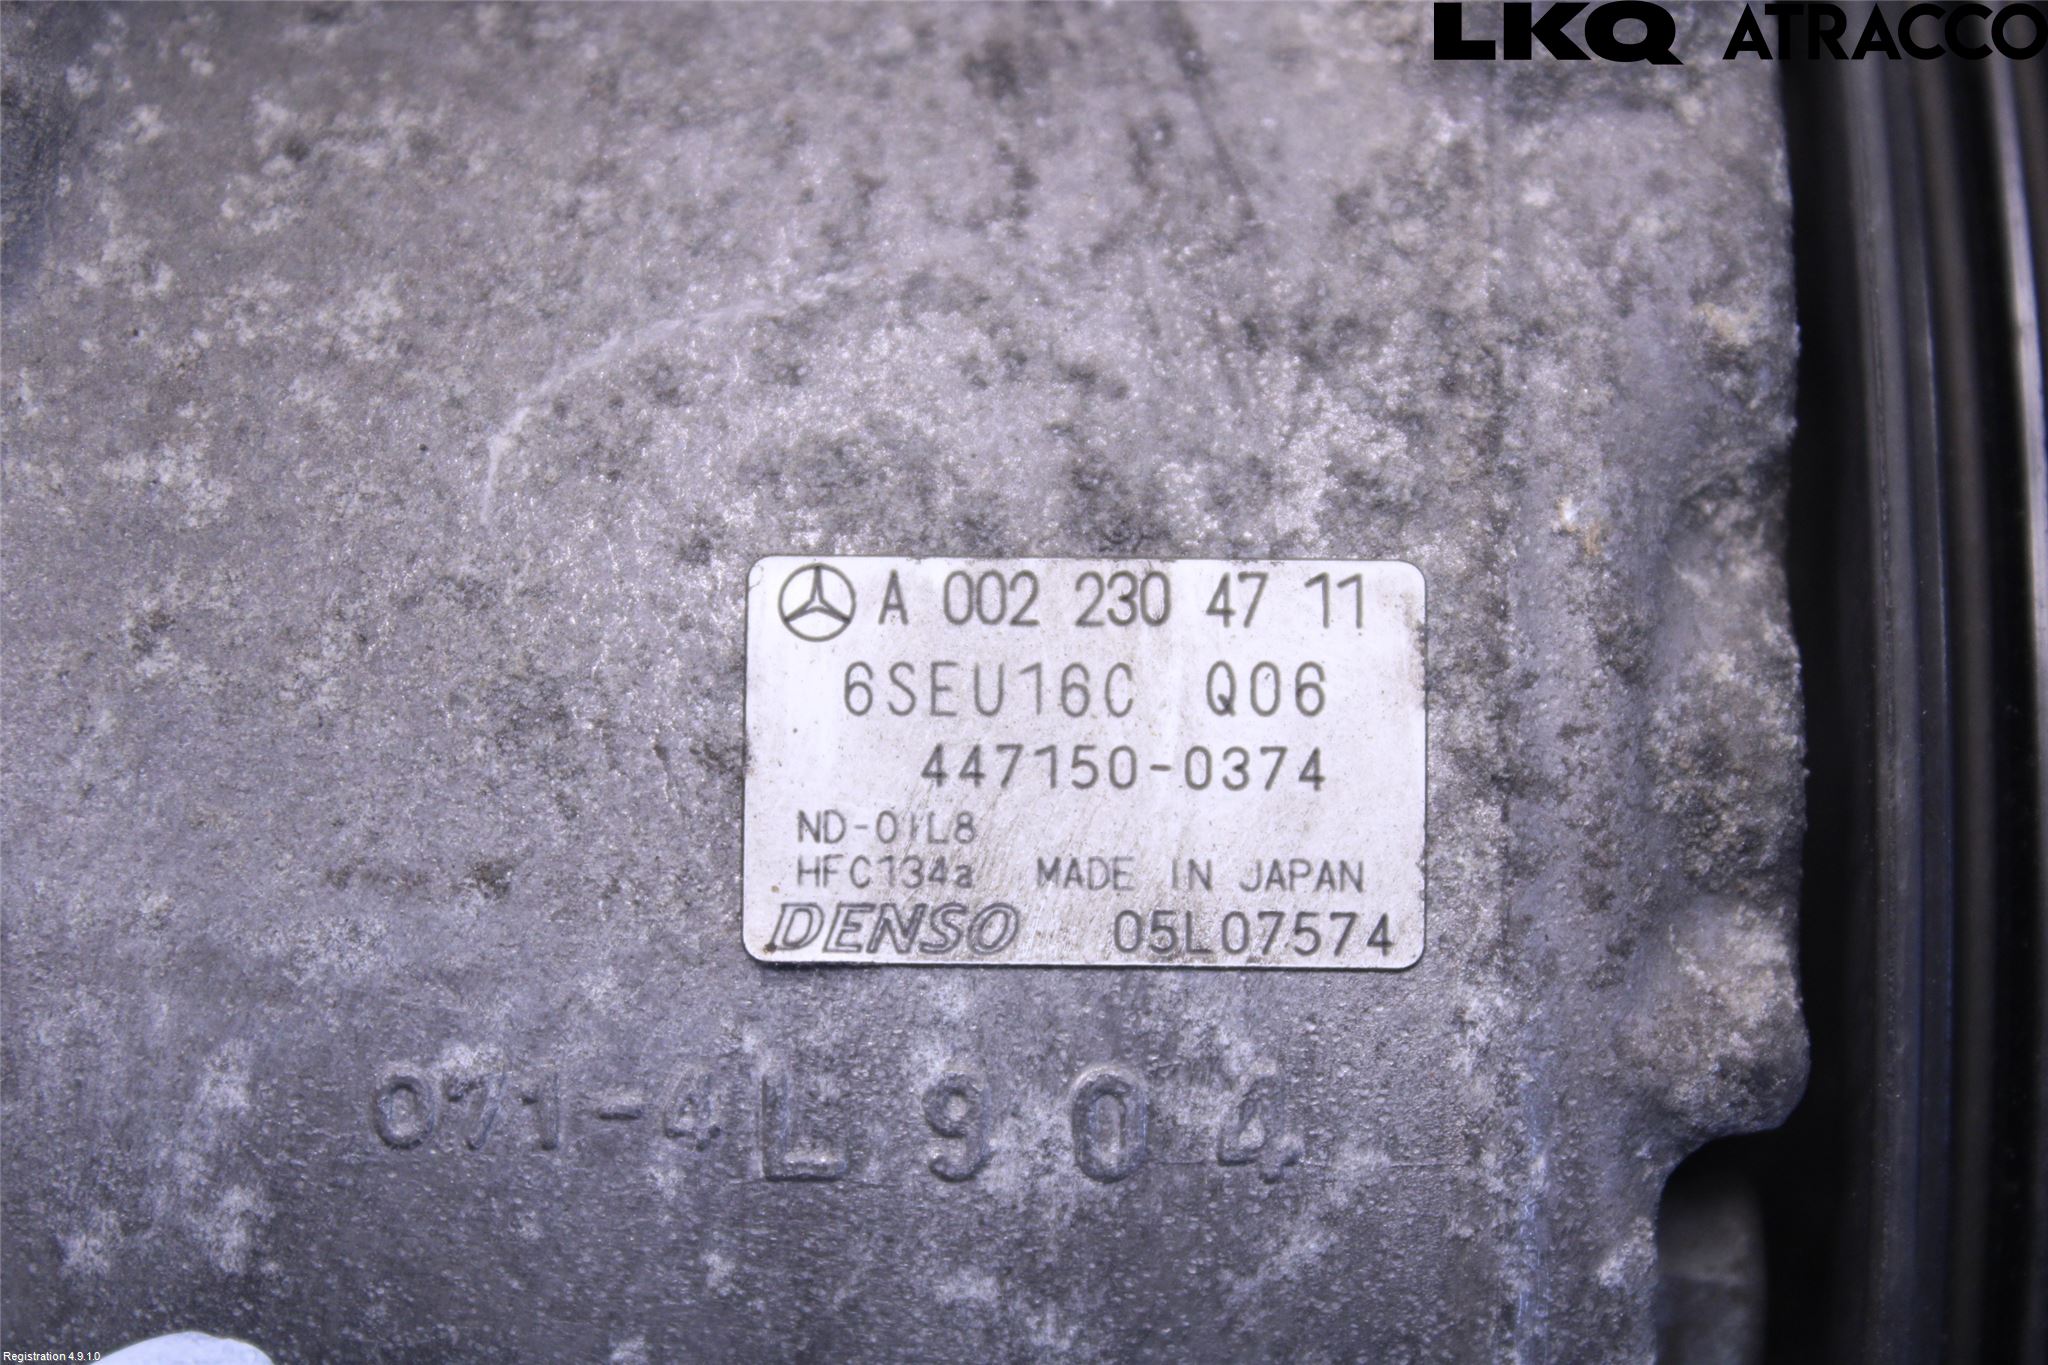 LKQ ATRACCO
A 002 230 47 11
6SEU16C Q06
447150-0374
ND-OIL8
HFC134a MADE IN JAPAN
DENSO 05L07574
071-4L904
Registration 4.9.1.0